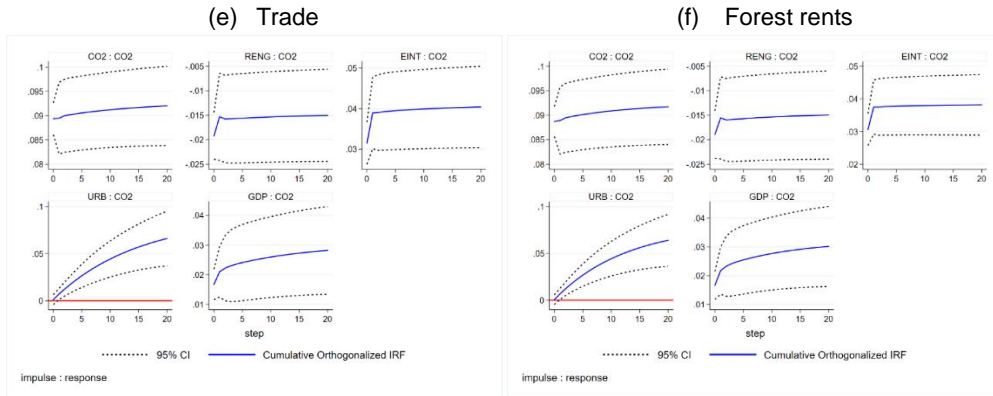 (e) Trade
CO2 : CO2 RENG : CO2 EINT : CO2
.1 -.005 .05
.095 -.01
.09 -.015 .04
.085 -.02
.08 -.025 .03
0 5 10 15 20 0 5 10 15 20 0 5 10 15 20
URB : CO2 GDP : CO2
.1 .04
.05 .03
.02
0 .01
0 5 10 15 20 0 5 10 15 20
step
95% CI Cumulative Orthogonalized IRF
impulse : response
(f) Forest rents
CO2 : CO2 RENG : CO2 EINT : CO2
.1 -.005 .05
.095 -.01 .04
.09 -.015
.085 -.02 .03
.08 -.025 .02
0 5 10 15 20 0 5 10 15 20 0 5 10 15 20
URB : CO2 GDP : CO2
.1 .04
.05 .03
.02
0 .01
0 5 10 15 20 0 5 10 15 20
step
95% CI Cumulative Orthogonalized IRF
impulse : response